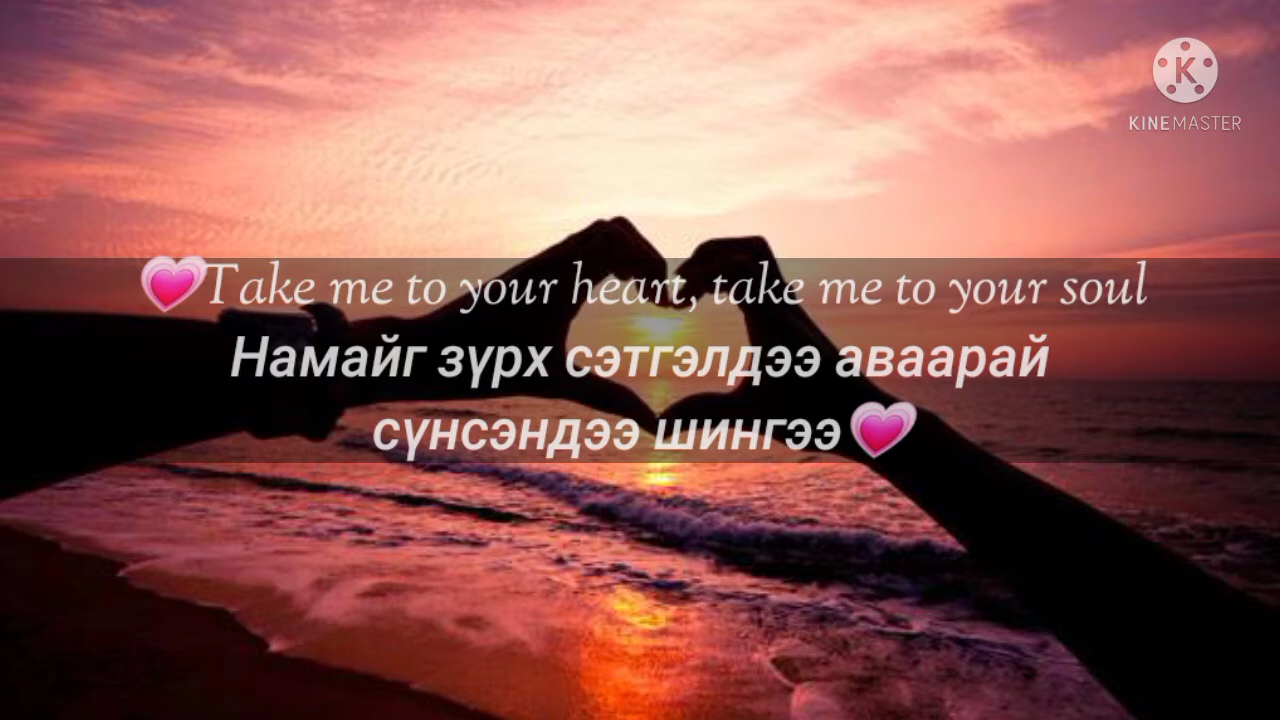 KINEMASTER
💗Take me to your heart, take me to your soul
Намайг зүрх сэтгэлдээ аваарай
сүнсэндээ шингээ💗